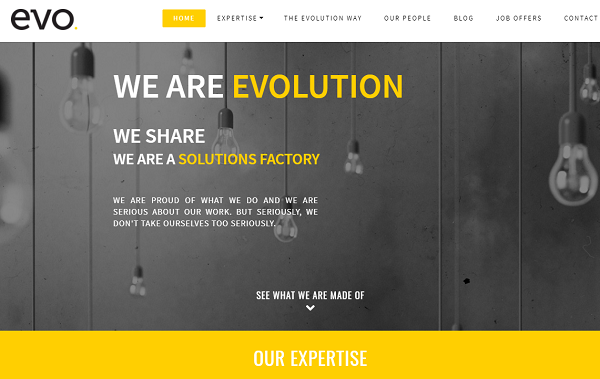 evo.
HOME EXPERTISE THE EVOLUTION WAY OUR PEOPLE BLOG JOB OFFERS CONTACT
WE ARE EVOLUTION
WE SHARE
WE ARE A SOLUTIONS FACTORY
WE ARE PROUD OF WHAT WE DO AND WE ARE
SERIOUS ABOUT OUR WORK. BUT SERIOUSLY, WE
DON'T TAKE OURSELVES TOO SERIOUSLY.
SEE WHAT WE ARE MADE OF
OUR EXPERTISE